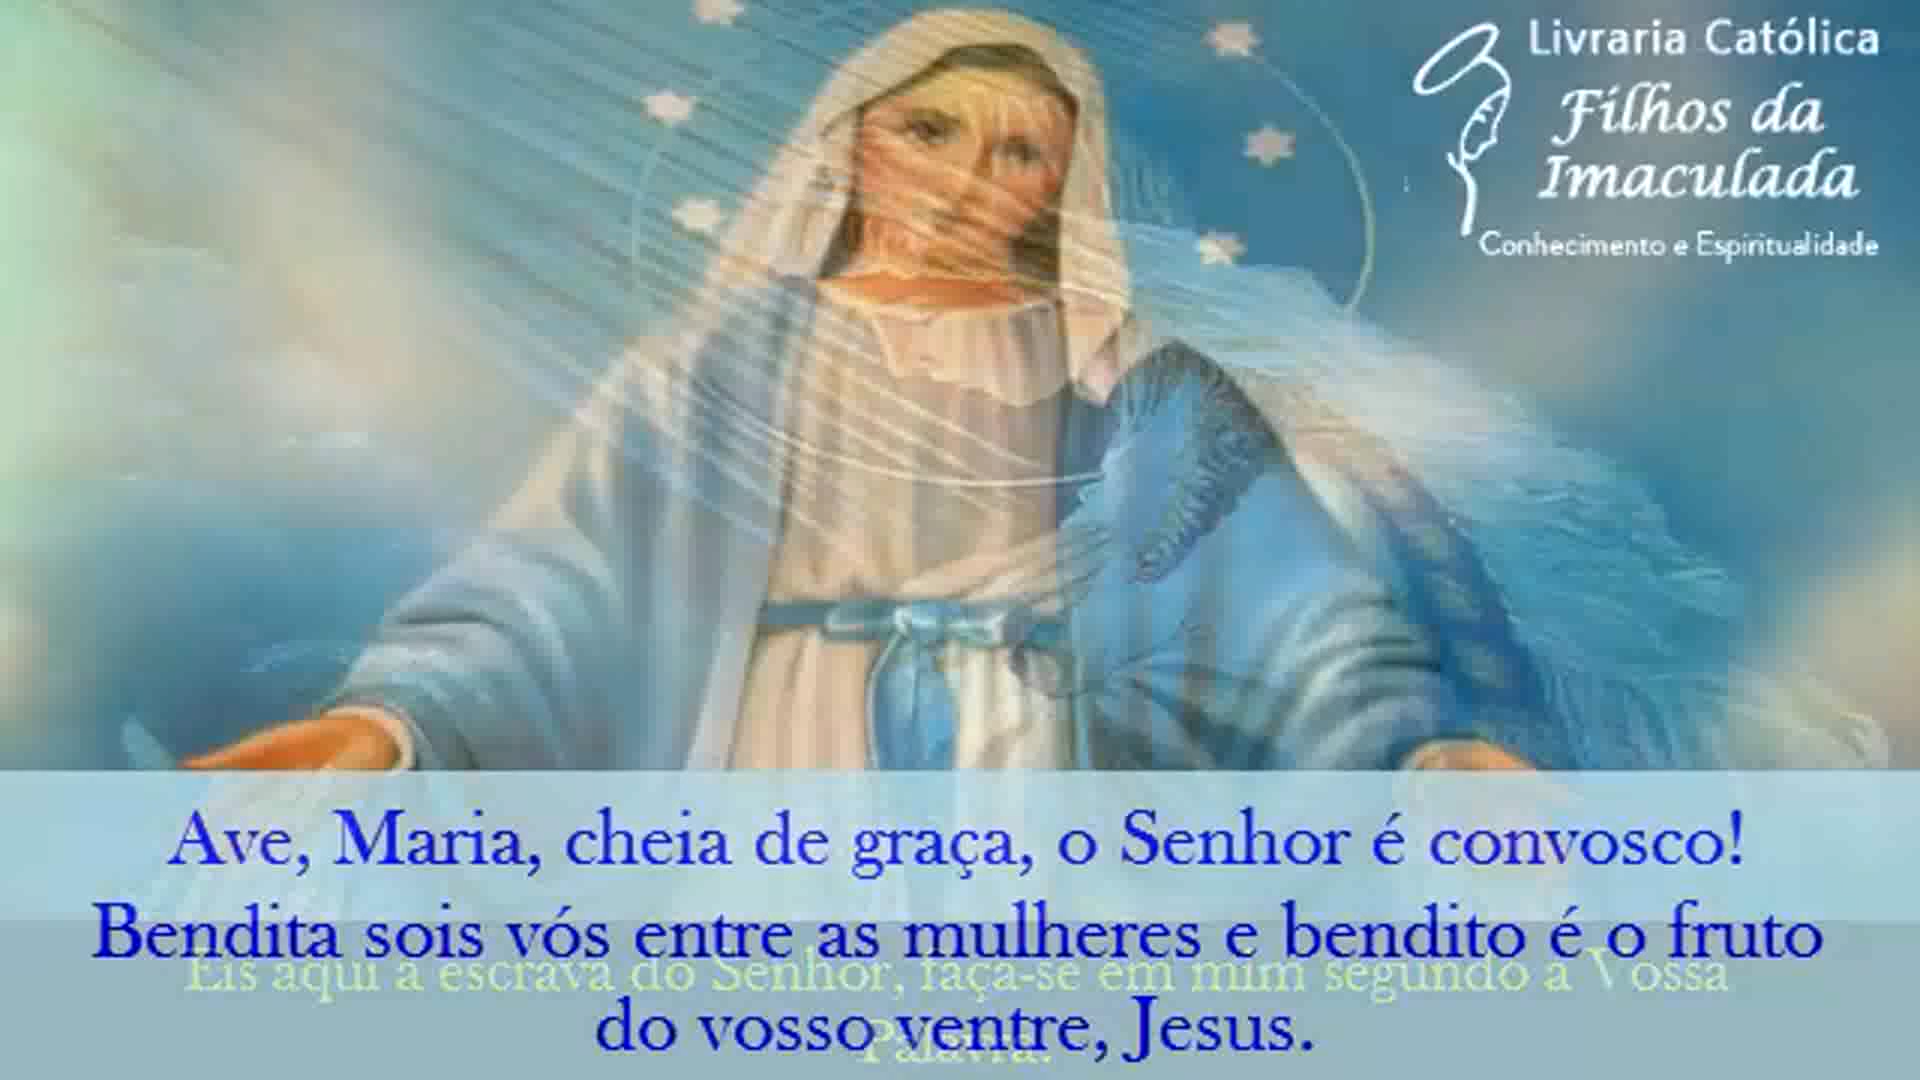 Livraria Católica
Filhos da
Imaculada
Conhecimento e Espiritualidade
Ave, Maria, cheia de graça, o Senhor é convosco!
Bendita sois vós entre as mulheres e bendito é o fruto
Eis aqui a escrava do Senhor, faça-se em mim segundo a Vossa
do vosso ventre, Jesus.
Palavra.